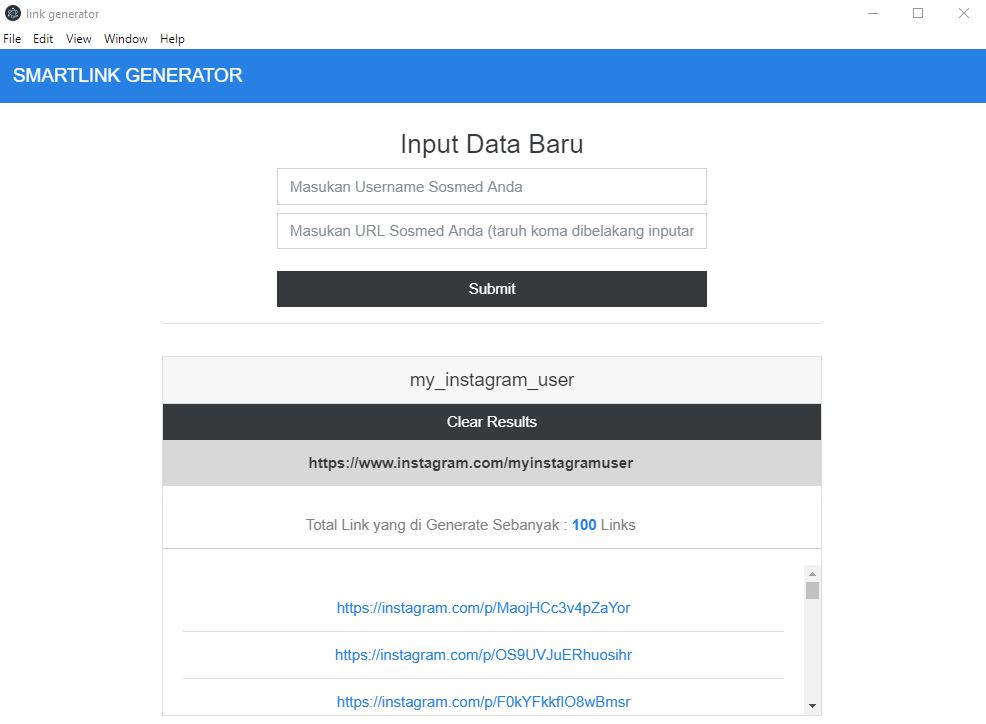 link generator
File Edit View Window Help
SMARTLINK GENERATOR
Input Data Baru
Masukan Username Sosmed Anda
Masukan URL Sosmed Anda (taruh koma dibelakang inputar
Submit
my_instagram_user
Clear Results
https://www.instagram.com/myinstagramuser
Total Link yang di Generate Sebanyak : 100 Links
https://instagram.com/p/MaojHCc3v4pZaYor
https://instagram.com/p/OS9UVJuERhuosihr
https://instagram.com/p/F0kYFkkflO8wBmsr